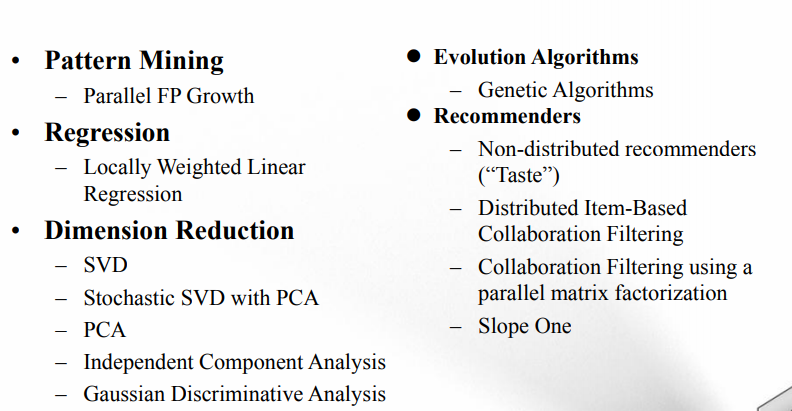 • Pattern Mining
– Parallel FP Growth
• Regression
– Locally Weighted Linear
Regression
• Dimension Reduction
– SVD
– Stochastic SVD with PCA
– PCA
– Independent Component Analysis
– Gaussian Discriminative Analysis
● Evolution Algorithms
– Genetic Algorithms
● Recommenders
– Non-distributed recommenders
(“Taste”)
– Distributed Item-Based
Collaboration Filtering
– Collaboration Filtering using a
parallel matrix factorization
– Slope One